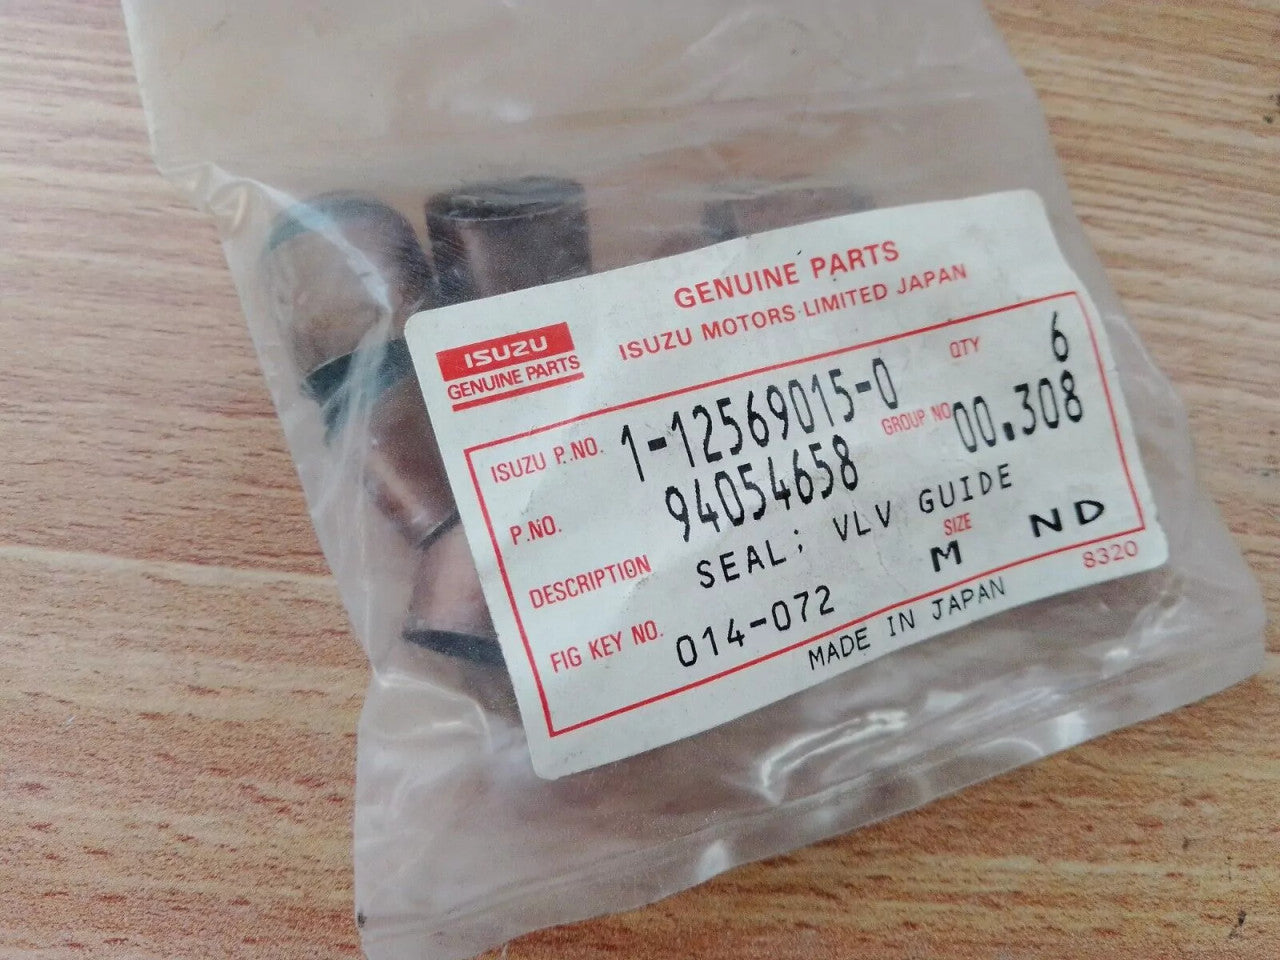 GENUINE PARTS
ISUZU MOTORS LIMITED JAPAN
ISUZU
GENUINE PARTS
ISUZU P.NO. 1-12569015-0 QTY 6
P.NO. 94054658 GROUP NO 00.308
DESCRIPTION SEAL; VLV GUIDE
FIG KEY NO. 014-072 SIZE M ND
MADE IN JAPAN 8320